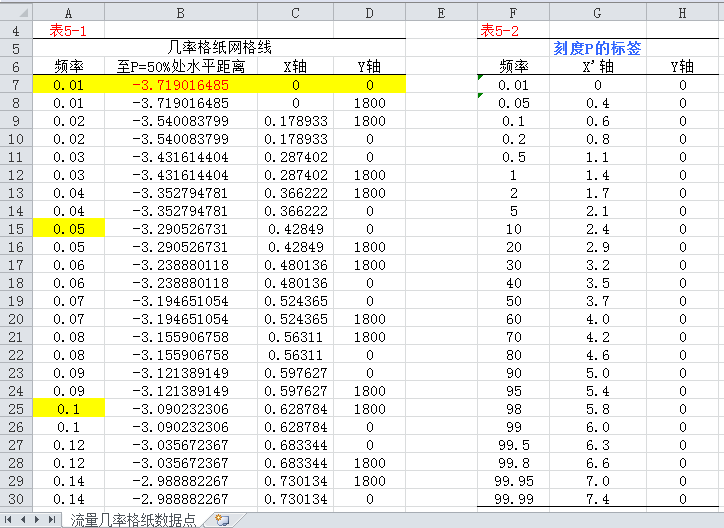 A B C D E F G H
4 表5-1 表5-2
5 几率格纸网格线 刻度P的标签
6 频率 至P=50%处水平距离 X轴 Y轴 频率 X'轴 Y轴
7 0.01 -3.719016485 0 0 0.01 0 0
8 0.01 -3.719016485 0 1800 0.05 0.4 0
9 0.02 -3.540083799 0.178933 1800 0.1 0.6 0
10 0.02 -3.540083799 0.178933 0 0.2 0.8 0
11 0.03 -3.431614404 0.287402 0 0.5 1.1 0
12 0.03 -3.431614404 0.287402 1800 1 1.4 0
13 0.04 -3.352794781 0.366222 1800 2 1.7 0
14 0.04 -3.352794781 0.366222 0 5 2.1 0
15 0.05 -3.290526731 0.42849 0 10 2.4 0
16 0.05 -3.290526731 0.42849 1800 20 2.9 0
17 0.06 -3.238880118 0.480136 1800 30 3.2 0
18 0.06 -3.238880118 0.480136 0 40 3.5 0
19 0.07 -3.194651054 0.524365 0 50 3.7 0
20 0.07 -3.194651054 0.524365 1800 60 4.0 0
21 0.08 -3.155906758 0.56311 1800 70 4.2 0
22 0.08 -3.155906758 0.56311 0 80 4.6 0
23 0.09 -3.121389149 0.597627 0 90 5.0 0
24 0.09 -3.121389149 0.597627 1800 95 5.4 0
25 0.1 -3.090232306 0.628784 1800 98 5.8 0
26 0.1 -3.090232306 0.628784 0 99 6.0 0
27 0.12 -3.035672367 0.683344 0 99.5 6.3 0
28 0.12 -3.035672367 0.683344 1800 99.8 6.6 0
29 0.14 -2.988882267 0.730134 1800 99.95 7.0 0
30 0.14 -2.988882267 0.730134 0 99.99 7.4 0
流量几率格纸数据点